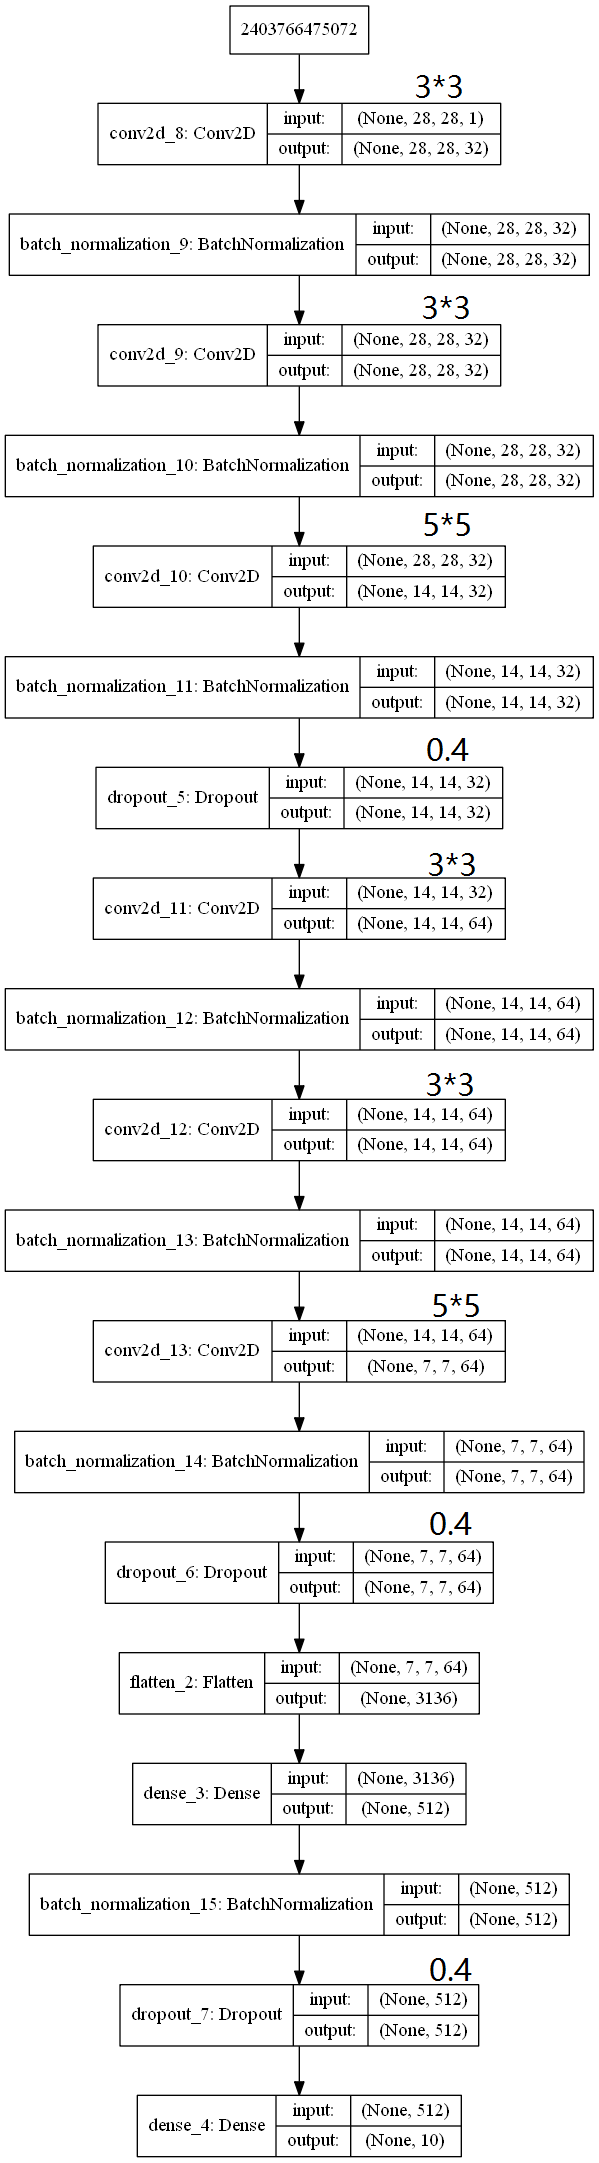 2403766475072
3*3
conv2d_8: Conv2D input: (None, 28, 28, 1)
output: (None, 28, 28, 32)
batch_normalization_9: BatchNormalization input: (None, 28, 28, 32)
output: (None, 28, 28, 32)
3*3
conv2d_9: Conv2D input: (None, 28, 28, 32)
output: (None, 28, 28, 32)
batch_normalization_10: BatchNormalization input: (None, 28, 28, 32)
output: (None, 28, 28, 32)
5*5
conv2d_10: Conv2D input: (None, 28, 28, 32)
output: (None, 14, 14, 32)
batch_normalization_11: BatchNormalization input: (None, 14, 14, 32)
output: (None, 14, 14, 32)
0.4
dropout_5: Dropout input: (None, 14, 14, 32)
output: (None, 14, 14, 32)
3*3
conv2d_11: Conv2D input: (None, 14, 14, 32)
output: (None, 14, 14, 64)
batch_normalization_12: BatchNormalization input: (None, 14, 14, 64)
output: (None, 14, 14, 64)
3*3
conv2d_12: Conv2D input: (None, 14, 14, 64)
output: (None, 14, 14, 64)
batch_normalization_13: BatchNormalization input: (None, 14, 14, 64)
output: (None, 14, 14, 64)
5*5
conv2d_13: Conv2D input: (None, 14, 14, 64)
output: (None, 7, 7, 64)
batch_normalization_14: BatchNormalization input: (None, 7, 7, 64)
output: (None, 7, 7, 64)
0.4
dropout_6: Dropout input: (None, 7, 7, 64)
output: (None, 7, 7, 64)
flatten_2: Flatten input: (None, 7, 7, 64)
output: (None, 3136)
dense_3: Dense input: (None, 3136)
output: (None, 512)
batch_normalization_15: BatchNormalization input: (None, 512)
output: (None, 512)
0.4
dropout_7: Dropout input: (None, 512)
output: (None, 512)
dense_4: Dense input: (None, 512)
output: (None, 10)